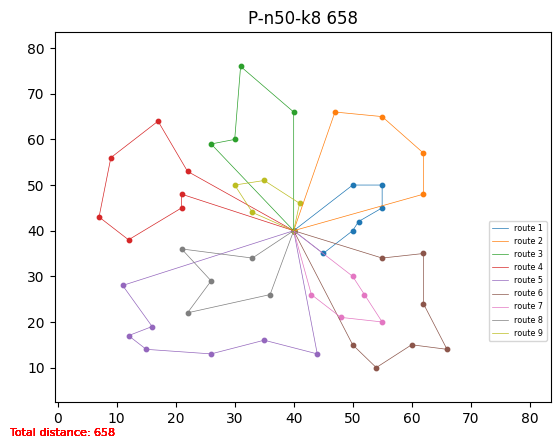 P-n50-k8 658
80
70
60
50
40
30
20
10
0 10 20 30 40 50 60 70 80
route 1
route 2
route 3
route 4
route 5
route 6
route 7
route 8
route 9
Total distance: